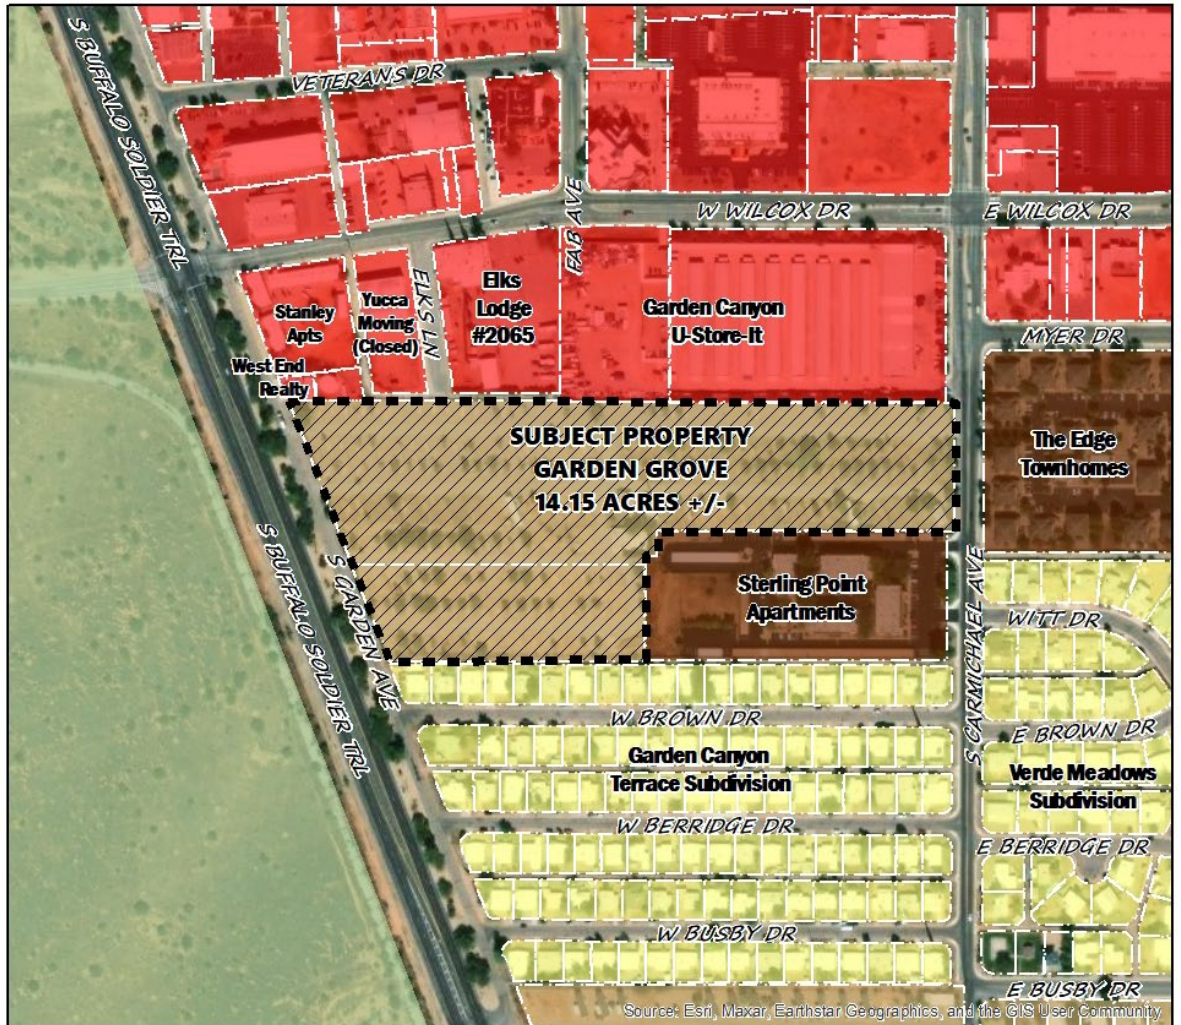 S BUFFALO SOLDIER TRL
VETERANS DR
W WILCOX DR
E WILCOX DR
FAB AVE
ELKS LN
Stanley
Apts
Yucca
Moving
(Closed)
Elks
Lodge
#2065
Garden Canyon
U-Store-It
MYER DR
West End
Realty
SUBJECT PROPERTY
GARDEN GROVE
14.15 ACRES +/-
The Edge
Townhomes
S BUFFALO SOLDIER TRL
S GARDEN AVE
Sterling Point
Apartments
S CARMICHAEL AVE
WITT DR
W BROWN DR
E BROWN DR
Garden Canyon
Terrace Subdivision
Verde Meadows
Subdivision
W BERRIDGE DR
E BERRIDGE DR
W BUSBY DR
E BUSBY DR
Source: Esri, Maxar, Earthstar Geographics, and the GIS User Community